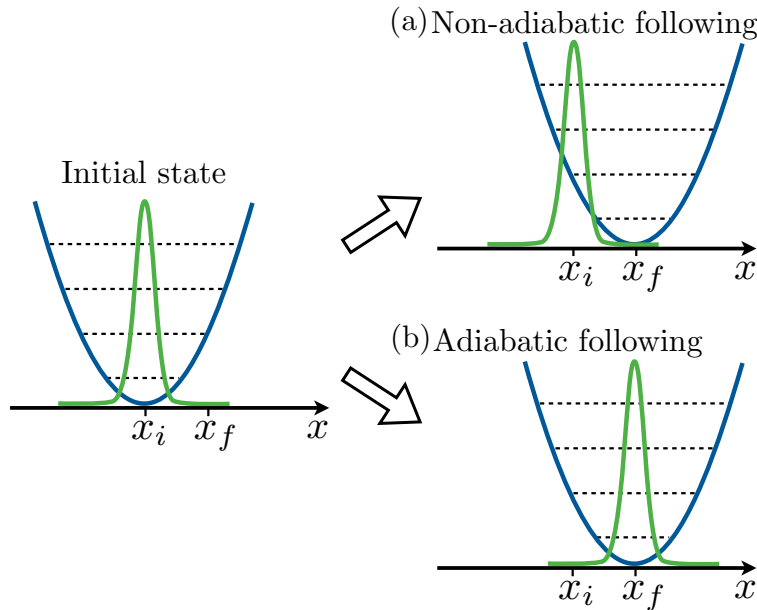 (a) Non-adiabatic following
x_i x_f x
Initial state
x_i x_f x
(b) Adiabatic following
x_i x_f x